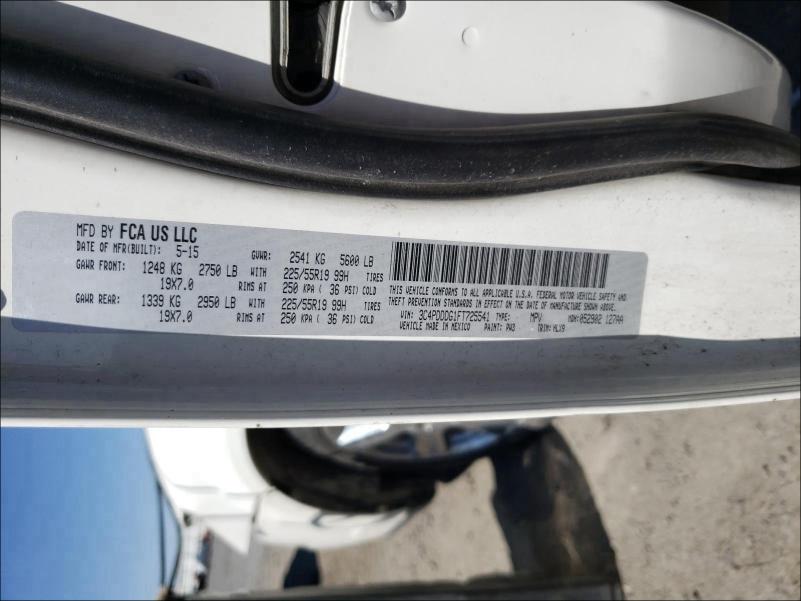 MFD BY FCA US LLC
DATE OF MFR(BUILT): 5-15 GVWR: 2541 KG 5600 LB
GAWR FRONT: 1248 KG 2750 LB WITH 225/55R19 99H TIRES
19X7.0 RIMS AT 250 KPA ( 36 PSI) COLD
GAWR REAR: 1339 KG 2950 LB WITH 225/55R19 99H TIRES
19X7.0 RIMS AT 250 KPA ( 36 PSI) COLD
THIS VEHICLE CONFORMS TO ALL APPLICABLE U.S.A. FEDERAL MOTOR VEHICLE SAFETY AND
THEFT PREVENTION STANDARDS IN EFFECT ON THE DATE OF MANUFACTURE SHOWN ABOVE.
VIN: 3C4PDDDG1FT725541 TYPE: MPV MDH: 052902 127AA
VEHICLE MADE IN MEXICO PAINT: PW3 TRIM: HLX9